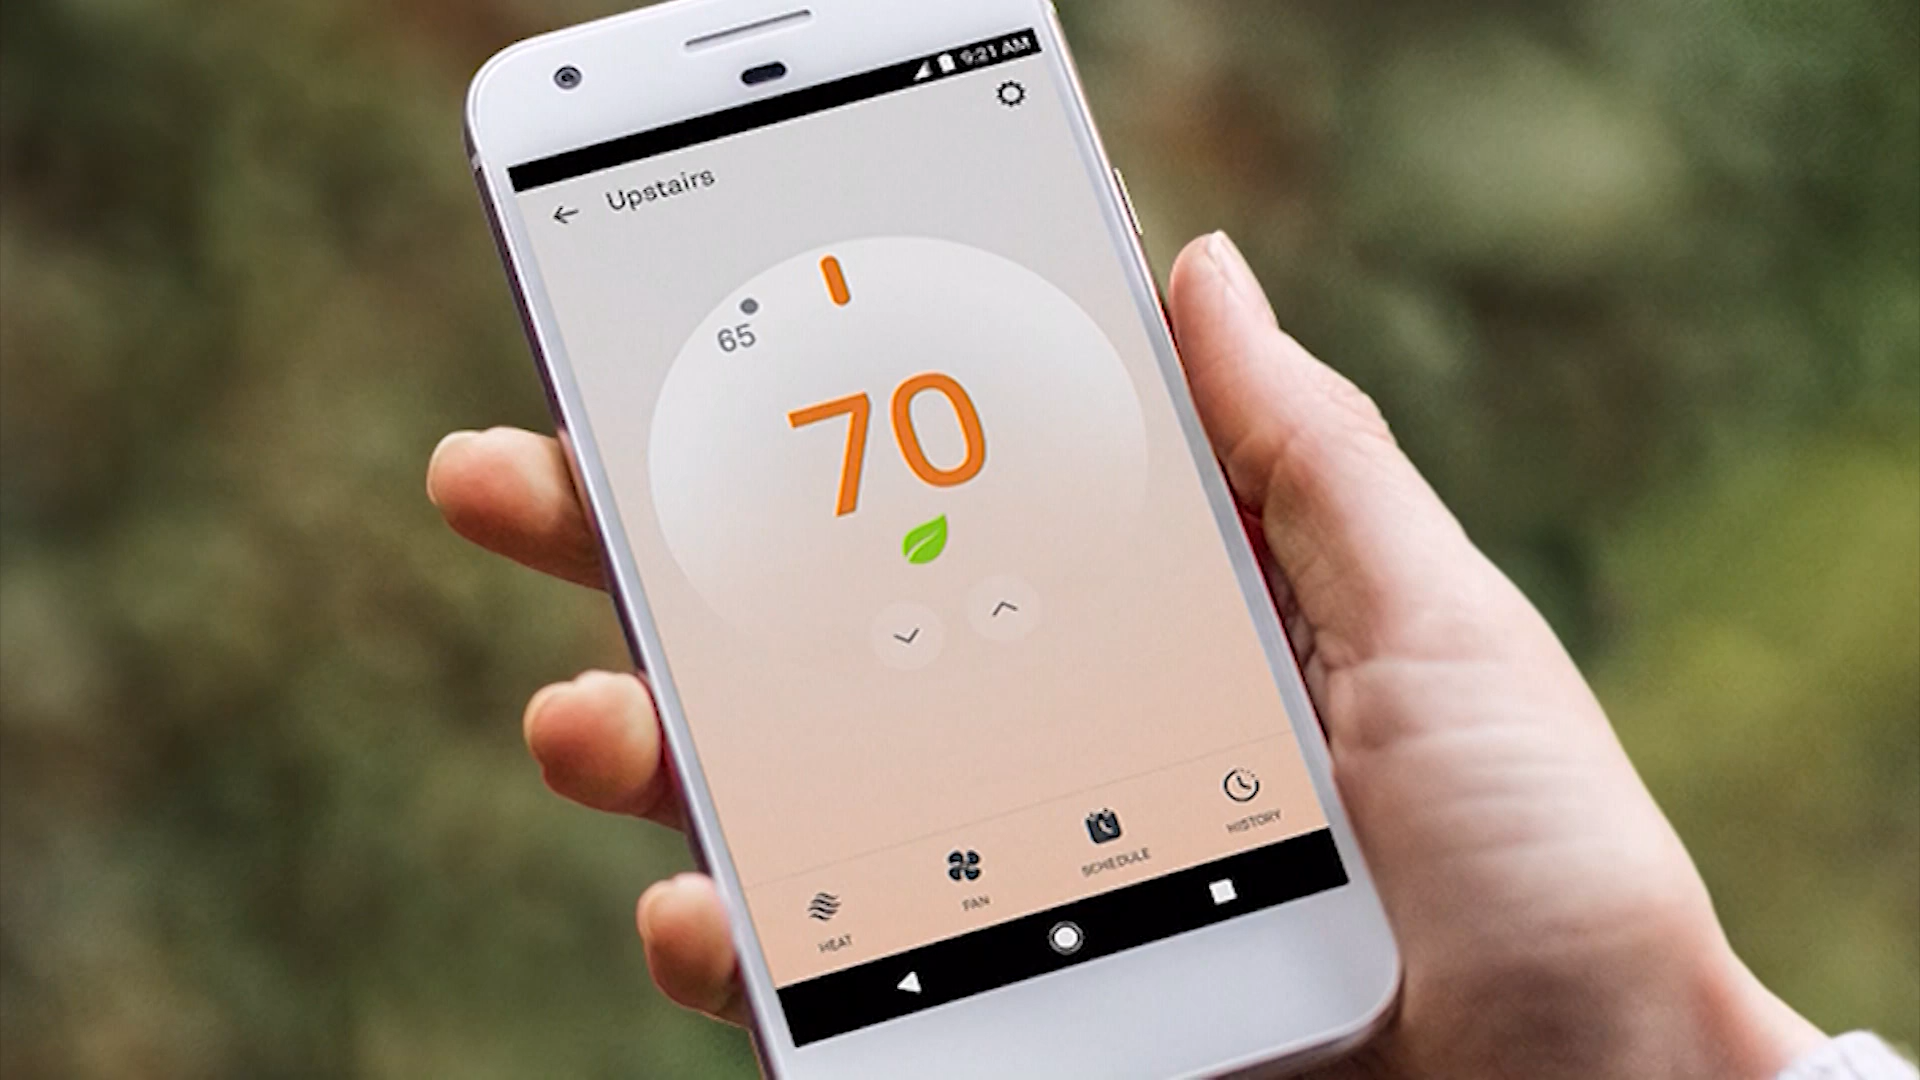 9:21 AM
Upstairs
65
70
HEAT
FAN
SCHEDULE
HISTORY